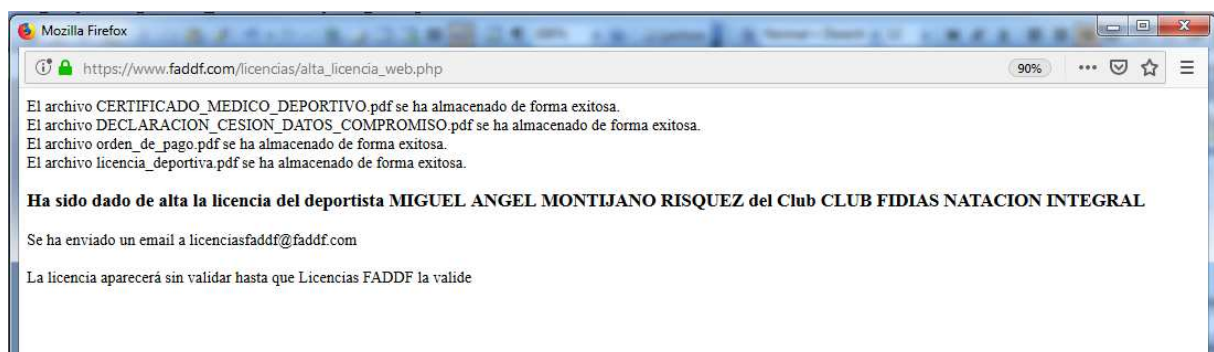 Mozilla Firefox
https://www.faddf.com/licencias/alta_licencia_web.php
90%
El archivo CERTIFICADO_MEDICO_DEPORTIVO.pdf se ha almacenado de forma exitosa.
El archivo DECLARACION_CESION_DATOS_COMPROMISO.pdf se ha almacenado de forma exitosa.
El archivo orden_de_pago.pdf se ha almacenado de forma exitosa.
El archivo licencia_deportiva.pdf se ha almacenado de forma exitosa.
Ha sido dado de alta la licencia del deportista MIGUEL ANGEL MONTIJANO RISQUEZ del Club CLUB FIDIAS NATACION INTEGRAL
Se ha enviado un email a licenciasfaddf@faddf.com
La licencia aparecerá sin validar hasta que Licencias FADDF la valide